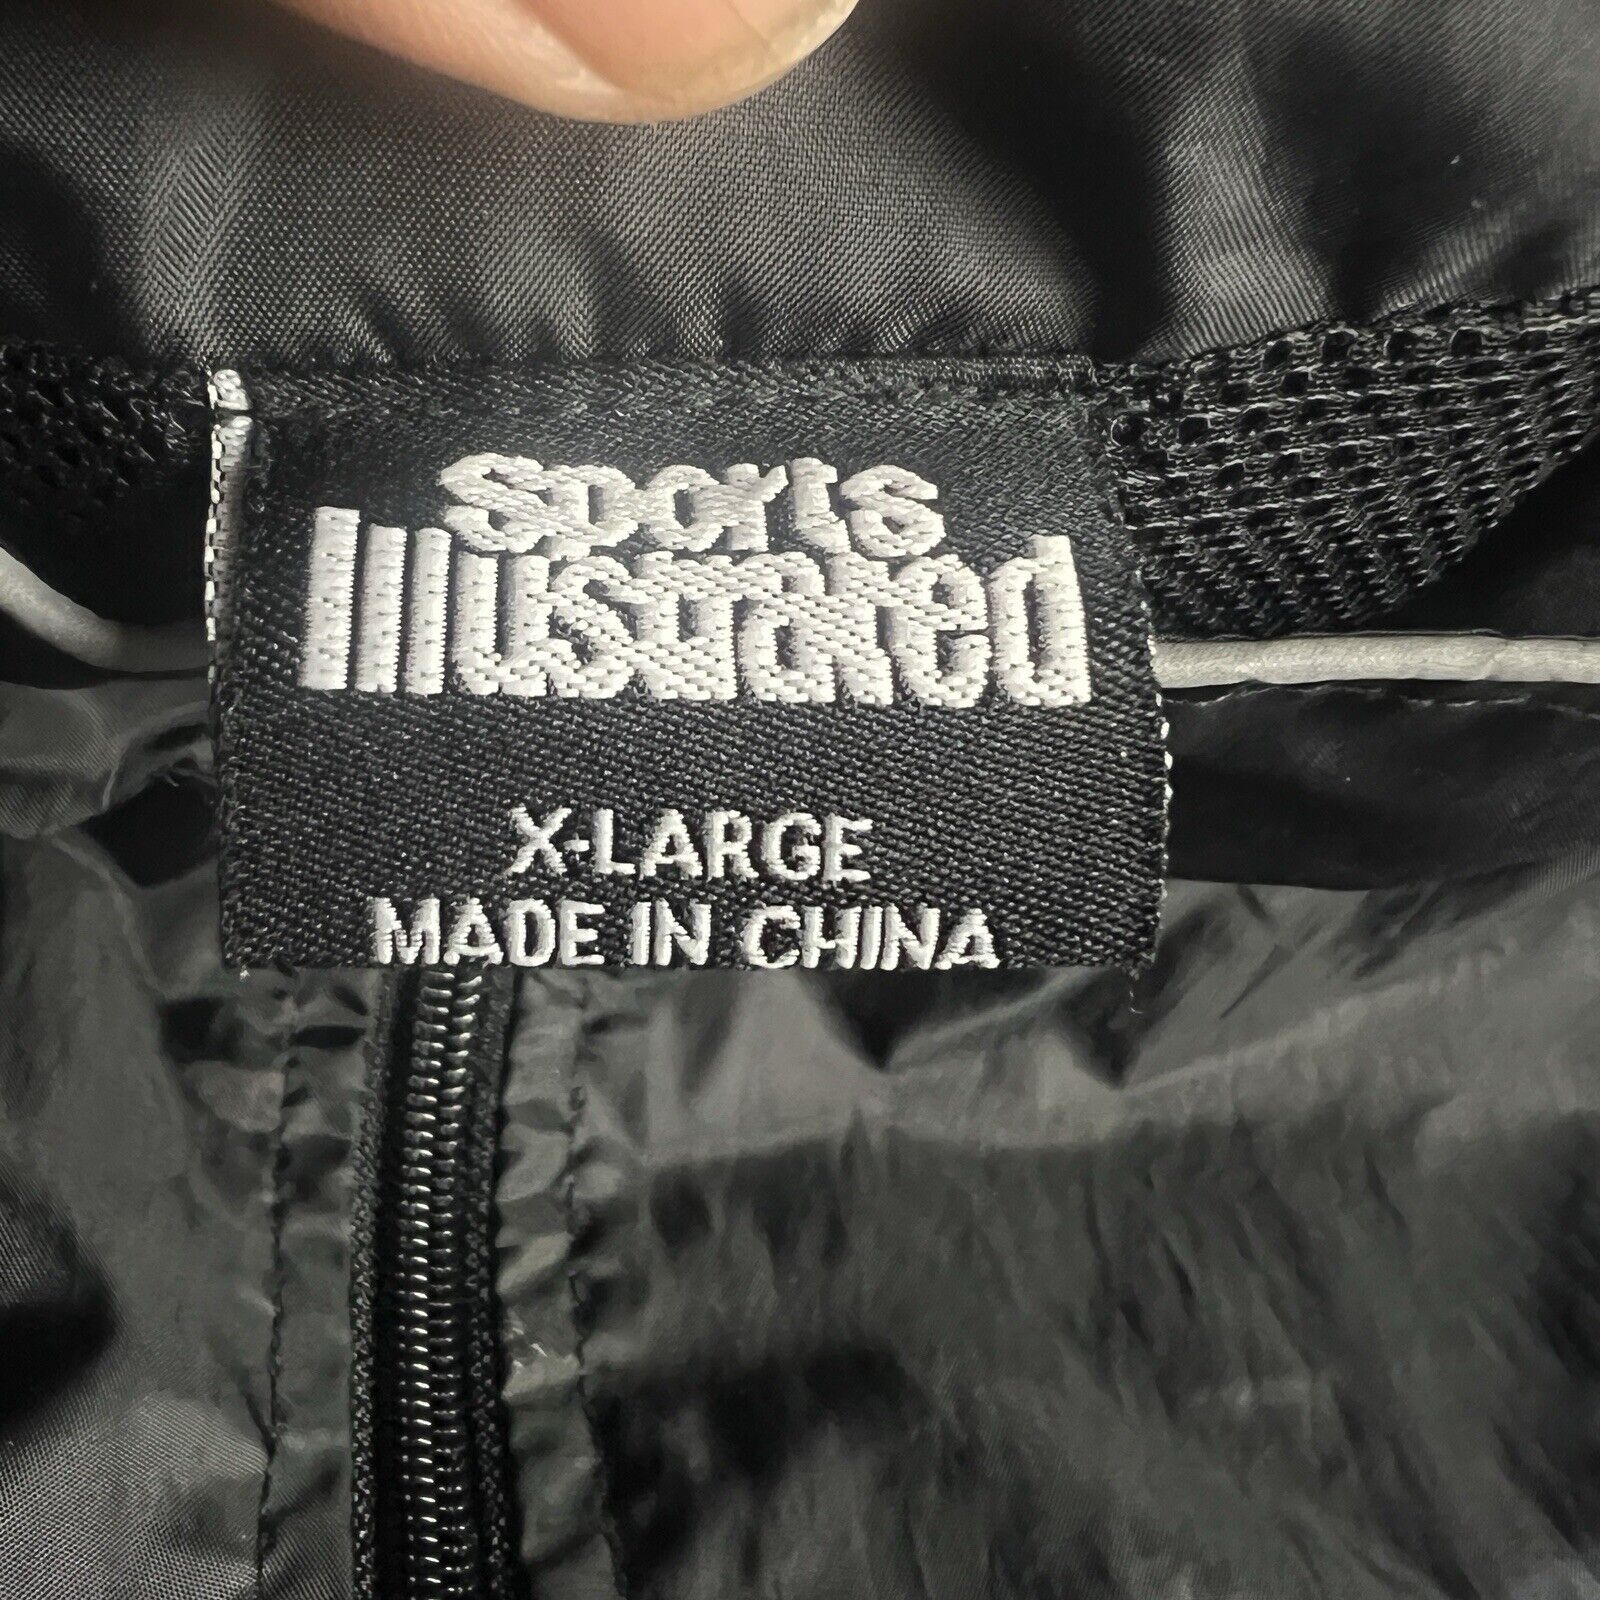 Sports
Illustrated
X-LARGE
MADE IN CHINA